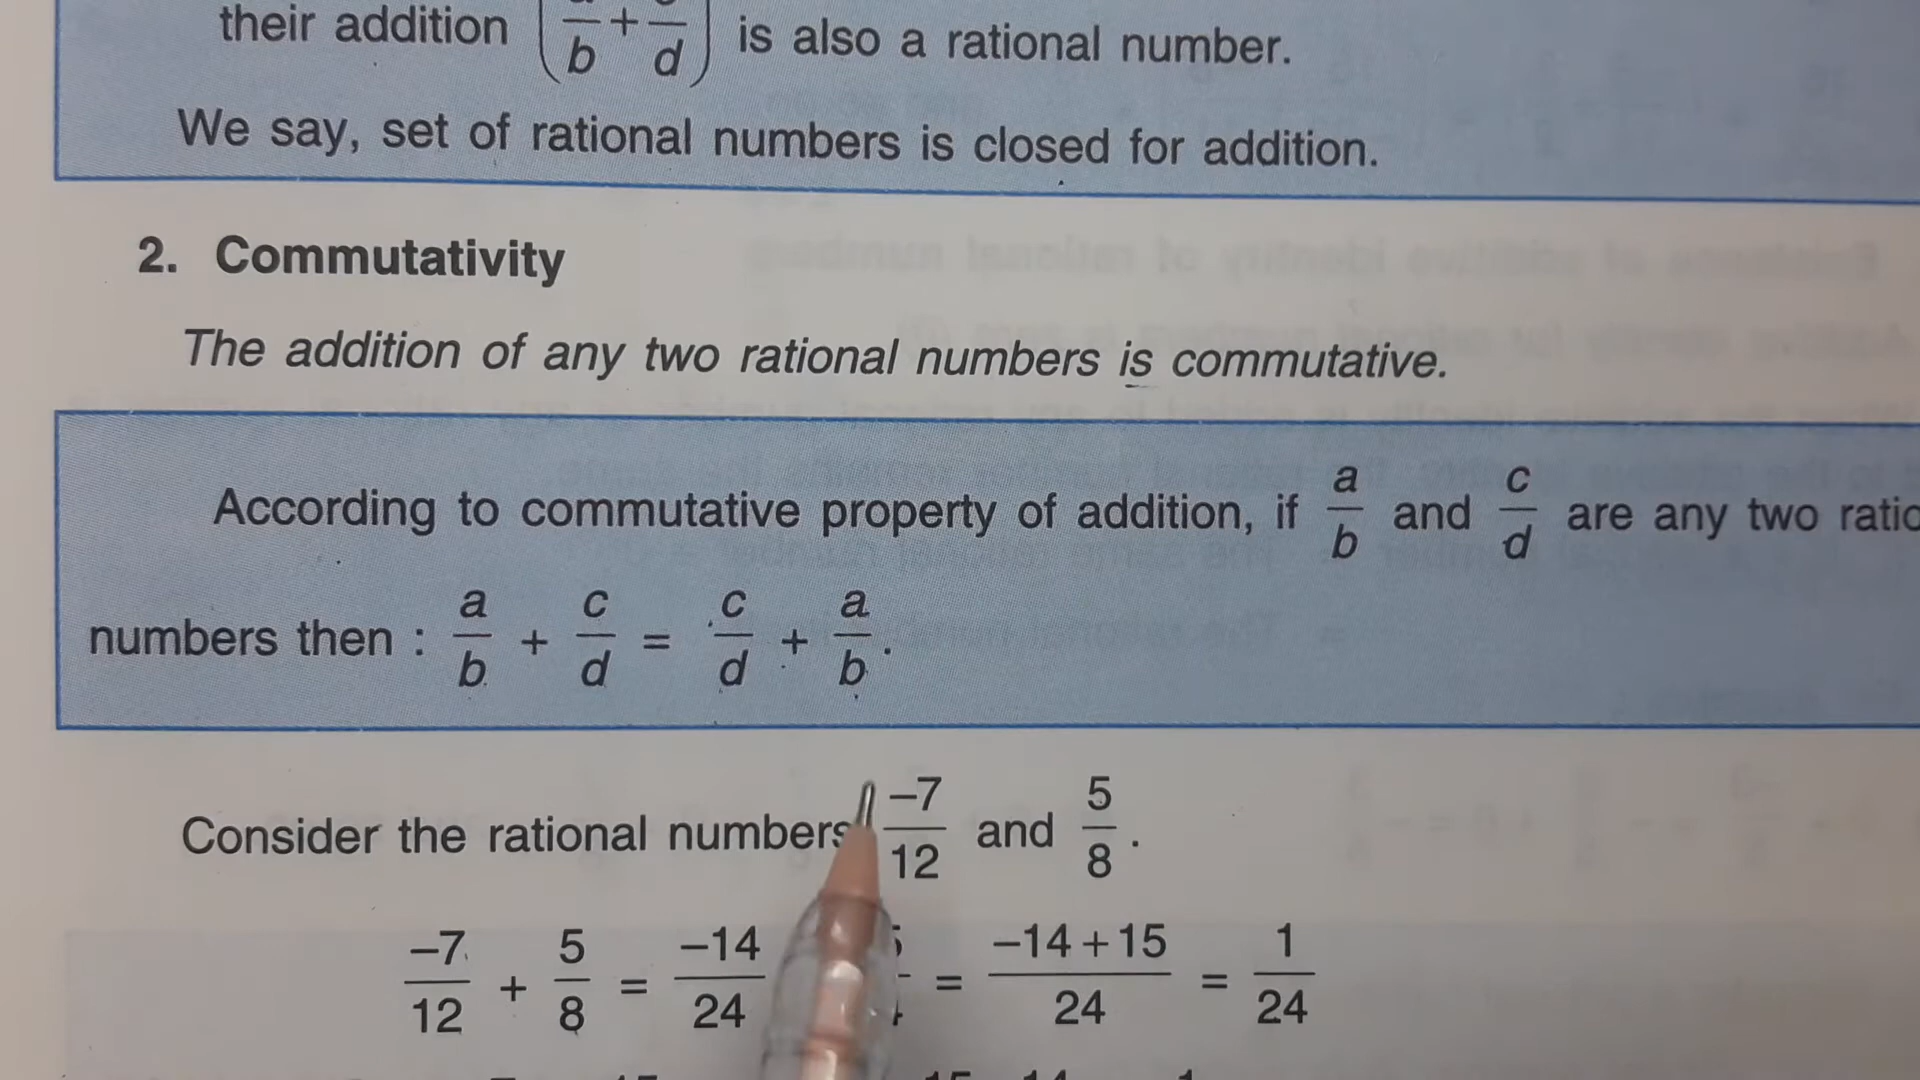 their addition ( /b + /d ) is also a rational number.
We say, set of rational numbers is closed for addition.
2. Commutativity
The addition of any two rational numbers is commutative.
According to commutative property of addition, if a/b and c/d are any two ratio
numbers then : a/b + c/d = c/d + a/b.
Consider the rational numbers -7/12 and 5/8.
-7/12 + 5/8 = -14/24 = -14+15/24 = 1/24